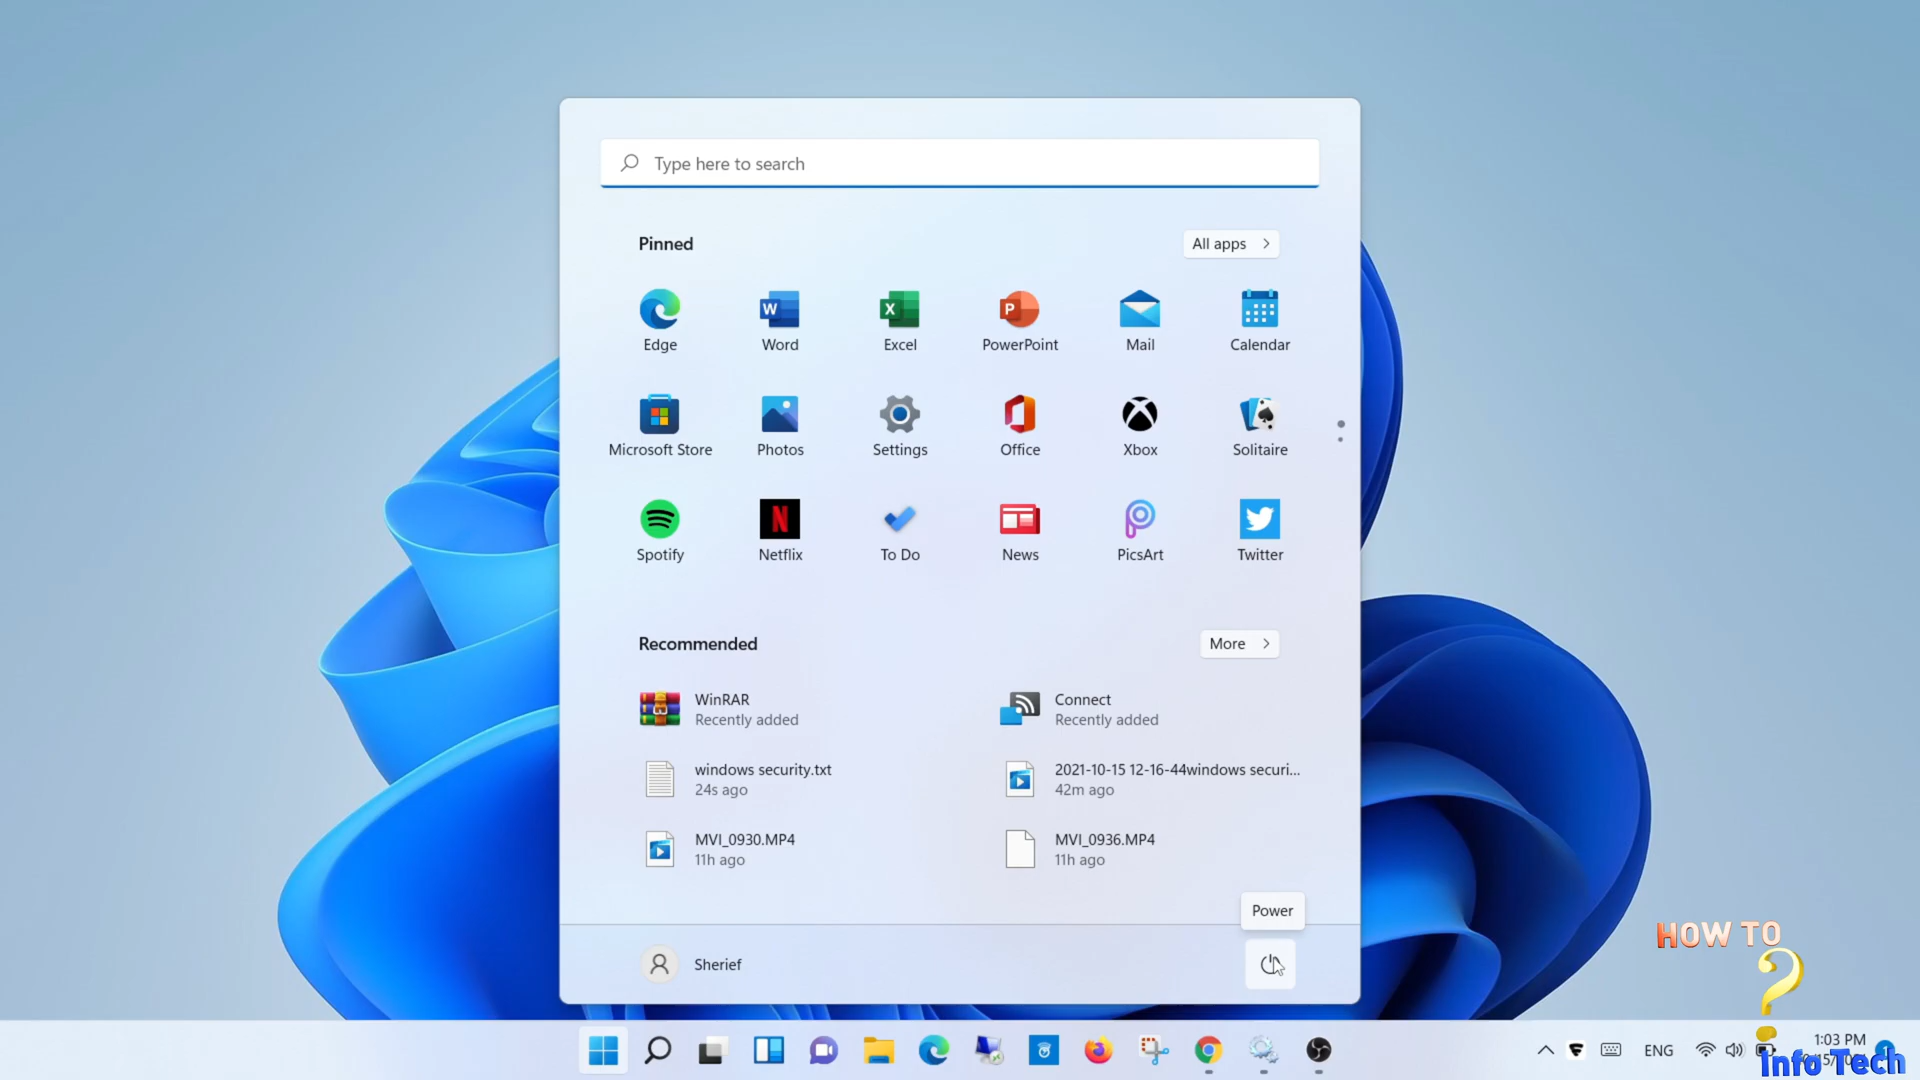 Type here to search
Pinned
All apps
Edge
Word
Excel
PowerPoint
Mail
Calendar
Microsoft Store
Photos
Settings
Office
Xbox
Solitaire
Spotify
Netflix
To Do
News
PicsArt
Twitter
Recommended
More
WinRAR
Recently added
Connect
Recently added
windows security.txt
24s ago
2021-10-15 12-16-44windows securi...
42m ago
MVI_0930.MP4
11h ago
MVI_0936.MP4
11h ago
Power
Sherief
HOW TO
?
ENG
1:03 PM
Info Tech